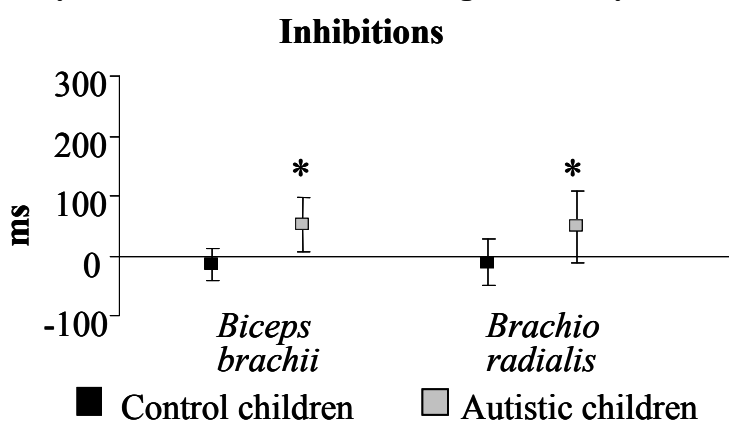 Inhibitions
300
200
100
0
-100
ms
* *
Biceps brachii
Brachio radialis
Control children Autistic children